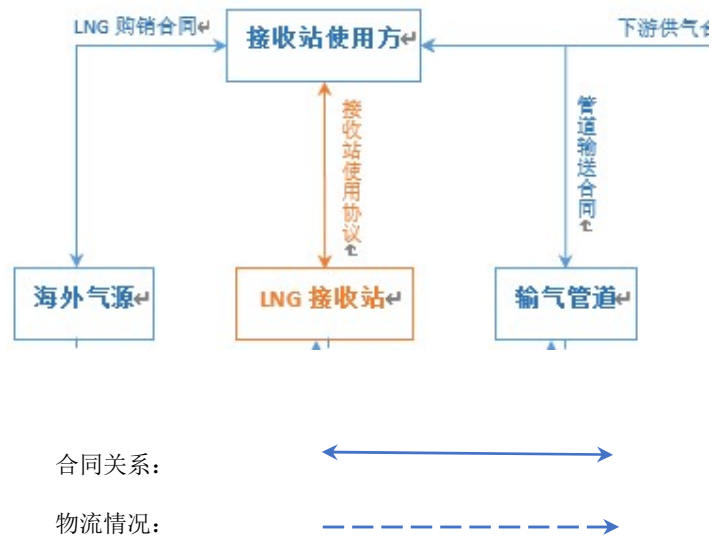 LNG 购销合同
接收站使用方
下游供气合
接收站使用协议
管道输送合同
海外气源
LNG 接收站
输气管道
合同关系：
物流情况：